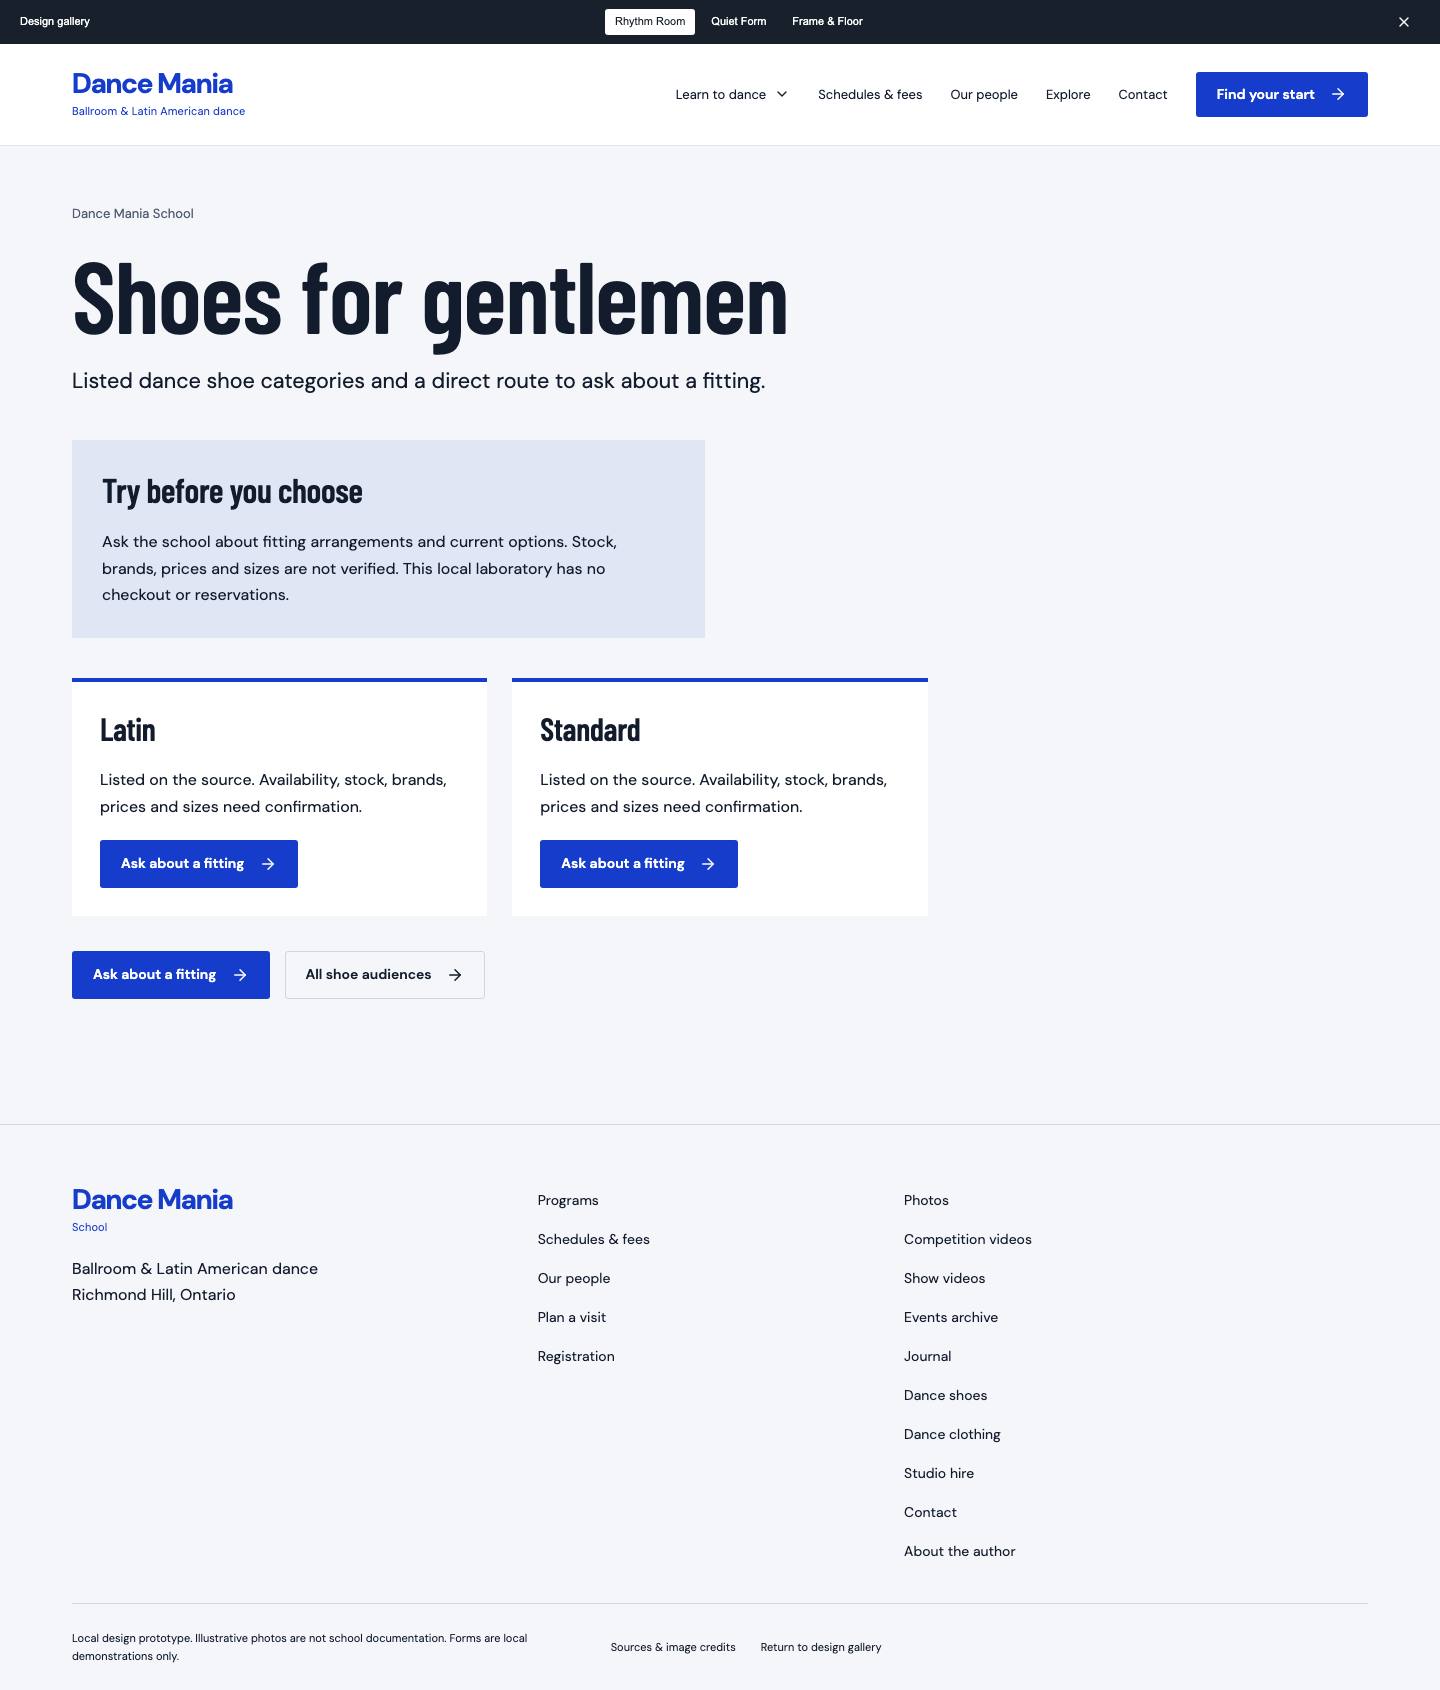 Design gallery
Rhythm Room
Quiet Form
Frame & Floor
Dance Mania
Ballroom & Latin American dance
Learn to dance
Schedules & fees
Our people
Explore
Contact
Find your start
Dance Mania School
Shoes for gentlemen
Listed dance shoe categories and a direct route to ask about a fitting.
Try before you choose
Ask the school about fitting arrangements and current options. Stock,
brands, prices and sizes are not verified. This local laboratory has no
checkout or reservations.
Latin
Listed on the source. Availability, stock, brands,
prices and sizes need confirmation.
Ask about a fitting
Standard
Listed on the source. Availability, stock, brands,
prices and sizes need confirmation.
Ask about a fitting
Ask about a fitting
All shoe audiences
Dance Mania
School
Ballroom & Latin American dance
Richmond Hill, Ontario
Programs
Schedules & fees
Our people
Plan a visit
Registration
Photos
Competition videos
Show videos
Events archive
Journal
Dance shoes
Dance clothing
Studio hire
Contact
About the author
Local design prototype. Illustrative photos are not school documentation. Forms are local
demonstrations only.
Sources & image credits
Return to design gallery